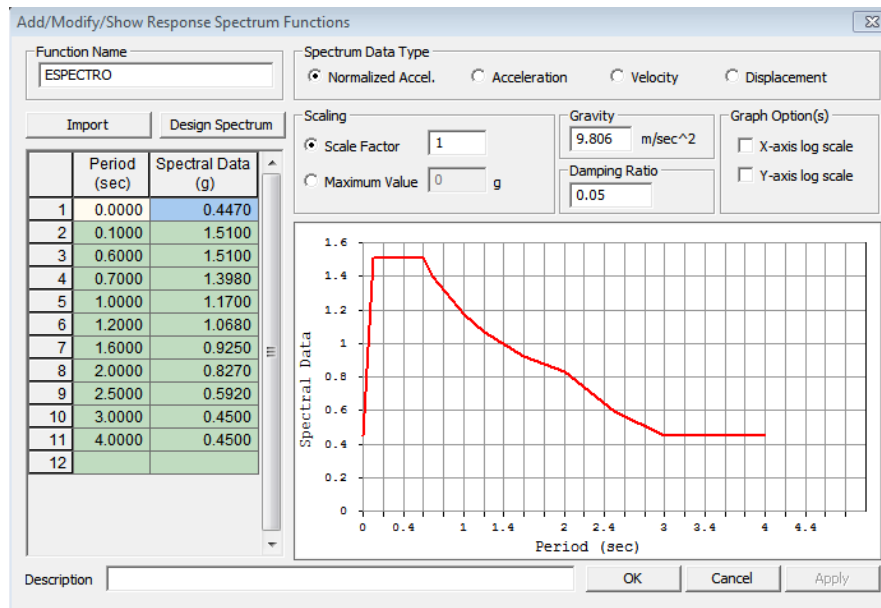 Add/Modify/Show Response Spectrum Functions
Function Name
ESPECTRO
Import
Design Spectrum
Period (sec)
Spectral Data (g)
1 0.0000 0.4470
2 0.1000 1.5100
3 0.6000 1.5100
4 0.7000 1.3980
5 1.0000 1.1700
6 1.2000 1.0680
7 1.6000 0.9250
8 2.0000 0.8270
9 2.5000 0.5920
10 3.0000 0.4500
11 4.0000 0.4500
12
Spectrum Data Type
Normalized Accel.
Acceleration
Velocity
Displacement
Scaling
Scale Factor 1
Maximum Value 0 g
Gravity
9.806 m/sec^2
Damping Ratio
0.05
Graph Option(s)
X-axis log scale
Y-axis log scale
1.6
1.4
1.2
1
0.8
0.6
0.4
0.2
0
Spectral Data
0 0.4 1 1.4 2 2.4 3 3.4 4 4.4
Period (sec)
Description
OK
Cancel
Apply